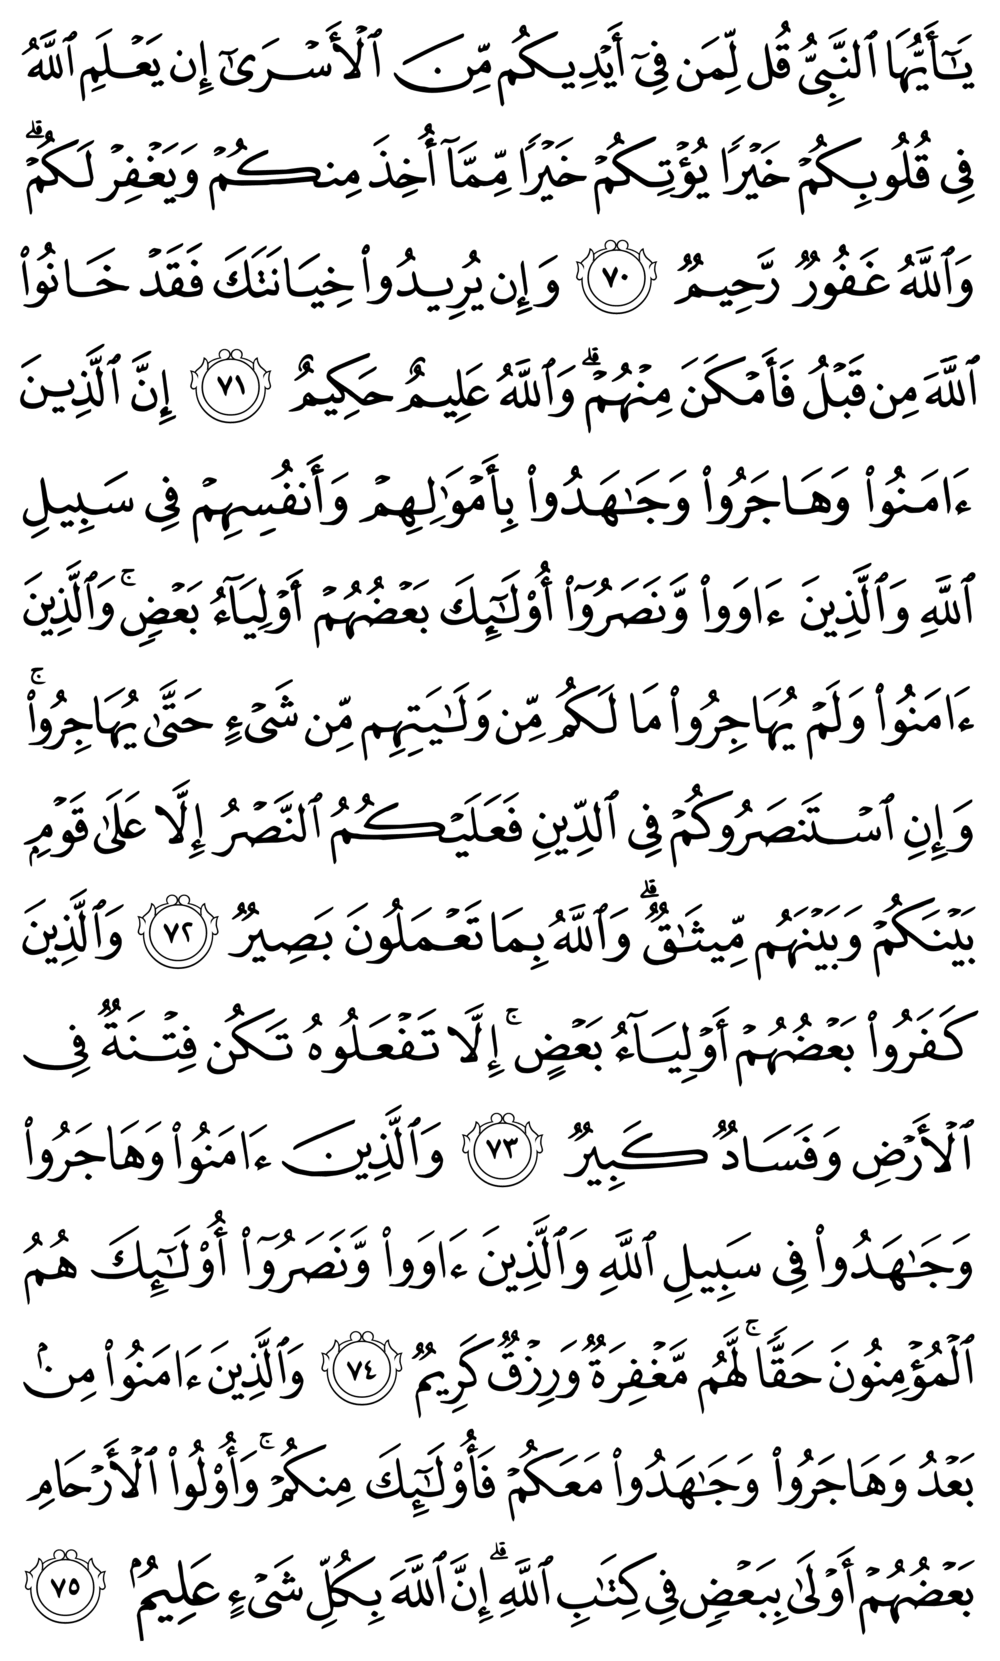 يَـٰٓأَيُّهَا ٱلنَّبِىُّ قُل لِّمَن فِىٓ أَيْدِيكُم مِّنَ ٱلْأَسْرَىٰٓ إِن يَعْلَمِ ٱللَّهُ
فِى قُلُوبِكُمْ خَيْرًا يُؤْتِكُمْ خَيْرًا مِّمَّآ أُخِذَ مِنكُمْ وَيَغْفِرْ لَكُمْ ۗ
وَٱللَّهُ غَفُورٌ رَّحِيمٌ ٧٠ وَإِن يُرِيدُوا۟ خِيَانَتَكَ فَقَدْ خَانُوا۟
ٱللَّهَ مِن قَبْلُ فَأَمْكَنَ مِنْهُمْ ۗ وَٱللَّهُ عَلِيمٌ حَكِيمٌ ٧١ إِنَّ ٱلَّذِينَ
ءَامَنُوا۟ وَهَاجَرُوا۟ وَجَـٰهَدُوا۟ بِأَمْوَٰلِهِمْ وَأَنفُسِهِمْ فِى سَبِيلِ
ٱللَّهِ وَٱلَّذِينَ ءَاوَوا۟ وَّنَصَرُوٓا۟ أُو۟لَـٰٓئِكَ بَعْضُهُمْ أَوْلِيَآءُ بَعْضٍ ۚ وَٱلَّذِينَ
ءَامَنُوا۟ وَلَمْ يُهَاجِرُوا۟ مَا لَكُم مِّن وَلَـٰيَتِهِم مِّن شَىْءٍ حَتَّىٰ يُهَاجِرُوا۟ ۚ
وَإِنِ ٱسْتَنصَرُوكُمْ فِى ٱلدِّينِ فَعَلَيْكُمُ ٱلنَّصْرُ إِلَّا عَلَىٰ قَوْمٍۭ
بَيْنَكُمْ وَبَيْنَهُم مِّيثَـٰقٌ ۗ وَٱللَّهُ بِمَا تَعْمَلُونَ بَصِيرٌ ٧٢ وَٱلَّذِينَ
كَفَرُوا۟ بَعْضُهُمْ أَوْلِيَآءُ بَعْضٍ ۚ إِلَّا تَفْعَلُوهُ تَكُن فِتْنَةٌ فِى
ٱلْأَرْضِ وَفَسَادٌ كَبِيرٌ ٧٣ وَٱلَّذِينَ ءَامَنُوا۟ وَهَاجَرُوا۟
وَجَـٰهَدُوا۟ فِى سَبِيلِ ٱللَّهِ وَٱلَّذِينَ ءَاوَوا۟ وَّنَصَرُوٓا۟ أُو۟لَـٰٓئِكَ هُمُ
ٱلْمُؤْمِنُونَ حَقًّا ۚ لَّهُم مَّغْفِرَةٌ وَرِزْقٌ كَرِيمٌ ٧٤ وَٱلَّذِينَ ءَامَنُوا۟ مِنۢ
بَعْدُ وَهَاجَرُوا۟ وَجَـٰهَدُوا۟ مَعَكُمْ فَأُو۟لَـٰٓئِكَ مِنكُمْ ۚ وَأُو۟لُوا۟ ٱلْأَرْحَامِ
بَعْضُهُمْ أَوْلَىٰ بِبَعْضٍ فِى كِتَـٰبِ ٱللَّهِ ۗ إِنَّ ٱللَّهَ بِكُلِّ شَىْءٍ عَلِيمٌۢ ٧٥